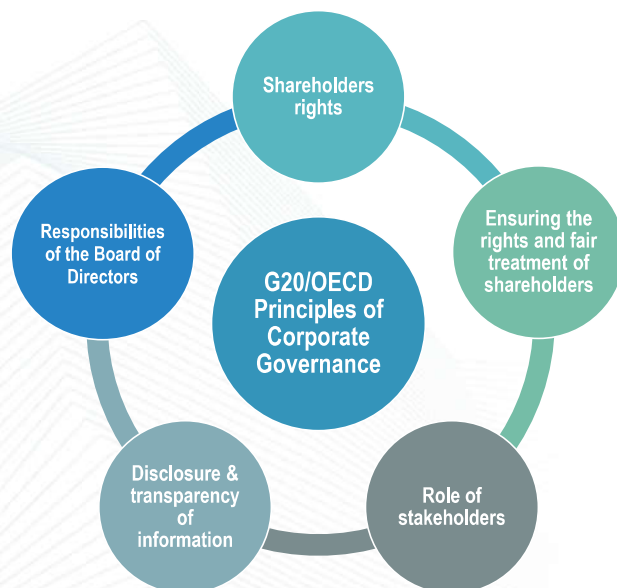 Shareholders
rights
Ensuring the
rights and fair
treatment of
shareholders
Responsibilities
of the Board of
Directors
G20/OECD
Principles of
Corporate
Governance
Disclosure &
transparency
of
information
Role of
stakeholders